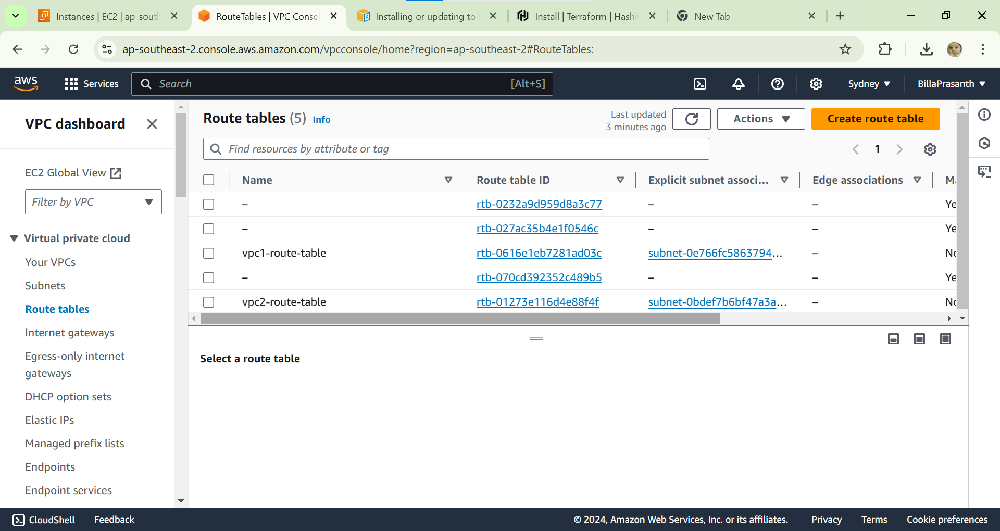 Instances | EC2 | ap-south
RouteTables | VPC Conso
Installing or updating to
Install | Terraform | Hashi
New Tab
ap-southeast-2.console.aws.amazon.com/vpcconsole/home?region=ap-southeast-2#RouteTables:
aws
Services
Search
[Alt+S]
Sydney
BillaPrasanth
VPC dashboard
EC2 Global View
Filter by VPC
Virtual private cloud
Your VPCs
Subnets
Route tables
Internet gateways
Egress-only internet
gateways
DHCP option sets
Elastic IPs
Managed prefix lists
Endpoints
Endpoint services
Route tables (5) Info
Last updated
3 minutes ago
Actions
Create route table
Find resources by attribute or tag
1
Name Route table ID Explicit subnet associ... Edge associations Ma
– rtb-0232a9d959d8a3c77 – – Ye
– rtb-027ac35b4e1f0546c – – Ye
vpc1-route-table rtb-0616e1eb7281ad03c subnet-0e766fc5863794... – No
– rtb-070cd392352c489b5 – – Ye
vpc2-route-table rtb-01273e116d4e88f4f subnet-0bdef7b6bf47a3a... – No
Select a route table
CloudShell
Feedback
© 2024, Amazon Web Services, Inc. or its affiliates.
Privacy
Terms
Cookie preferences